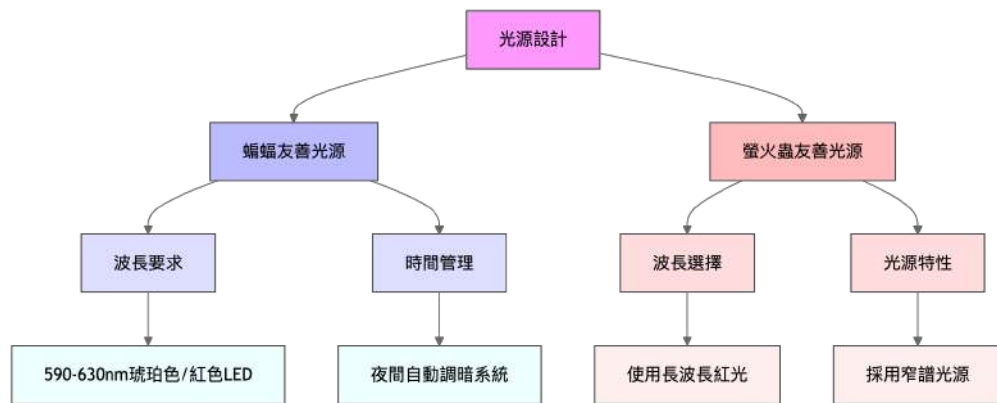 光源設計
蝙蝠友善光源
螢火蟲友善光源
波長要求
時間管理
波長選擇
光源特性
590-630nm琥珀色/紅色LED
夜間自動調暗系統
使用長波長紅光
採用窄譜光源